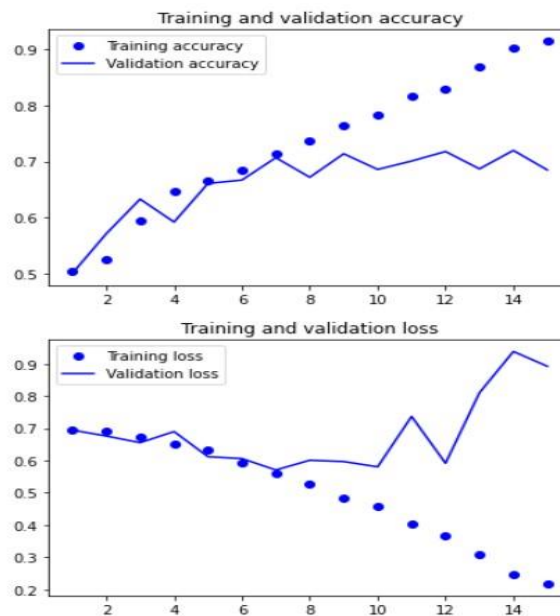 Training and validation accuracy
Training accuracy
Validation accuracy
0.9
0.8
0.7
0.6
0.5
2 4 6 8 10 12 14
Training and validation loss
Training loss
Validation loss
0.9
0.8
0.7
0.6
0.5
0.4
0.3
0.2
2 4 6 8 10 12 14